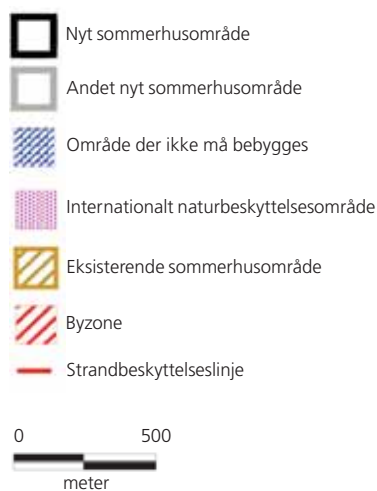 Nyt sommerhusområde
Andet nyt sommerhusområde
Område der ikke må bebygges
Internationalt naturbeskyttelsesområde
Eksisterende sommerhusområde
Byzone
Strandbeskyttelseslinje
0 500
meter